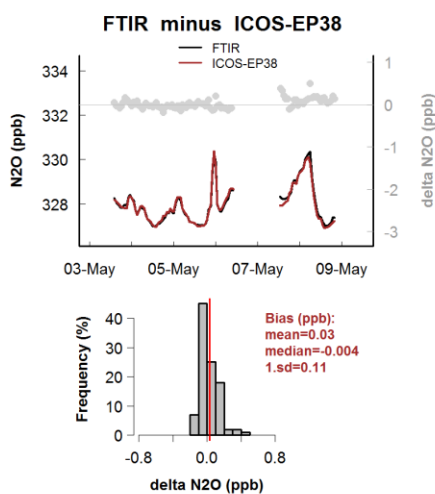 FTIR minus ICOS-EP38
FTIR
ICOS-EP38
N2O (ppb)
334
332
330
328
1
0
-1
-2
-3
delta N2O (ppb)
03-May 05-May 07-May 09-May
Frequency (%)
40
30
20
10
0
Bias (ppb):
mean=0.03
median=-0.004
1.sd=0.11
-0.8 0.0 0.8
delta N2O (ppb)